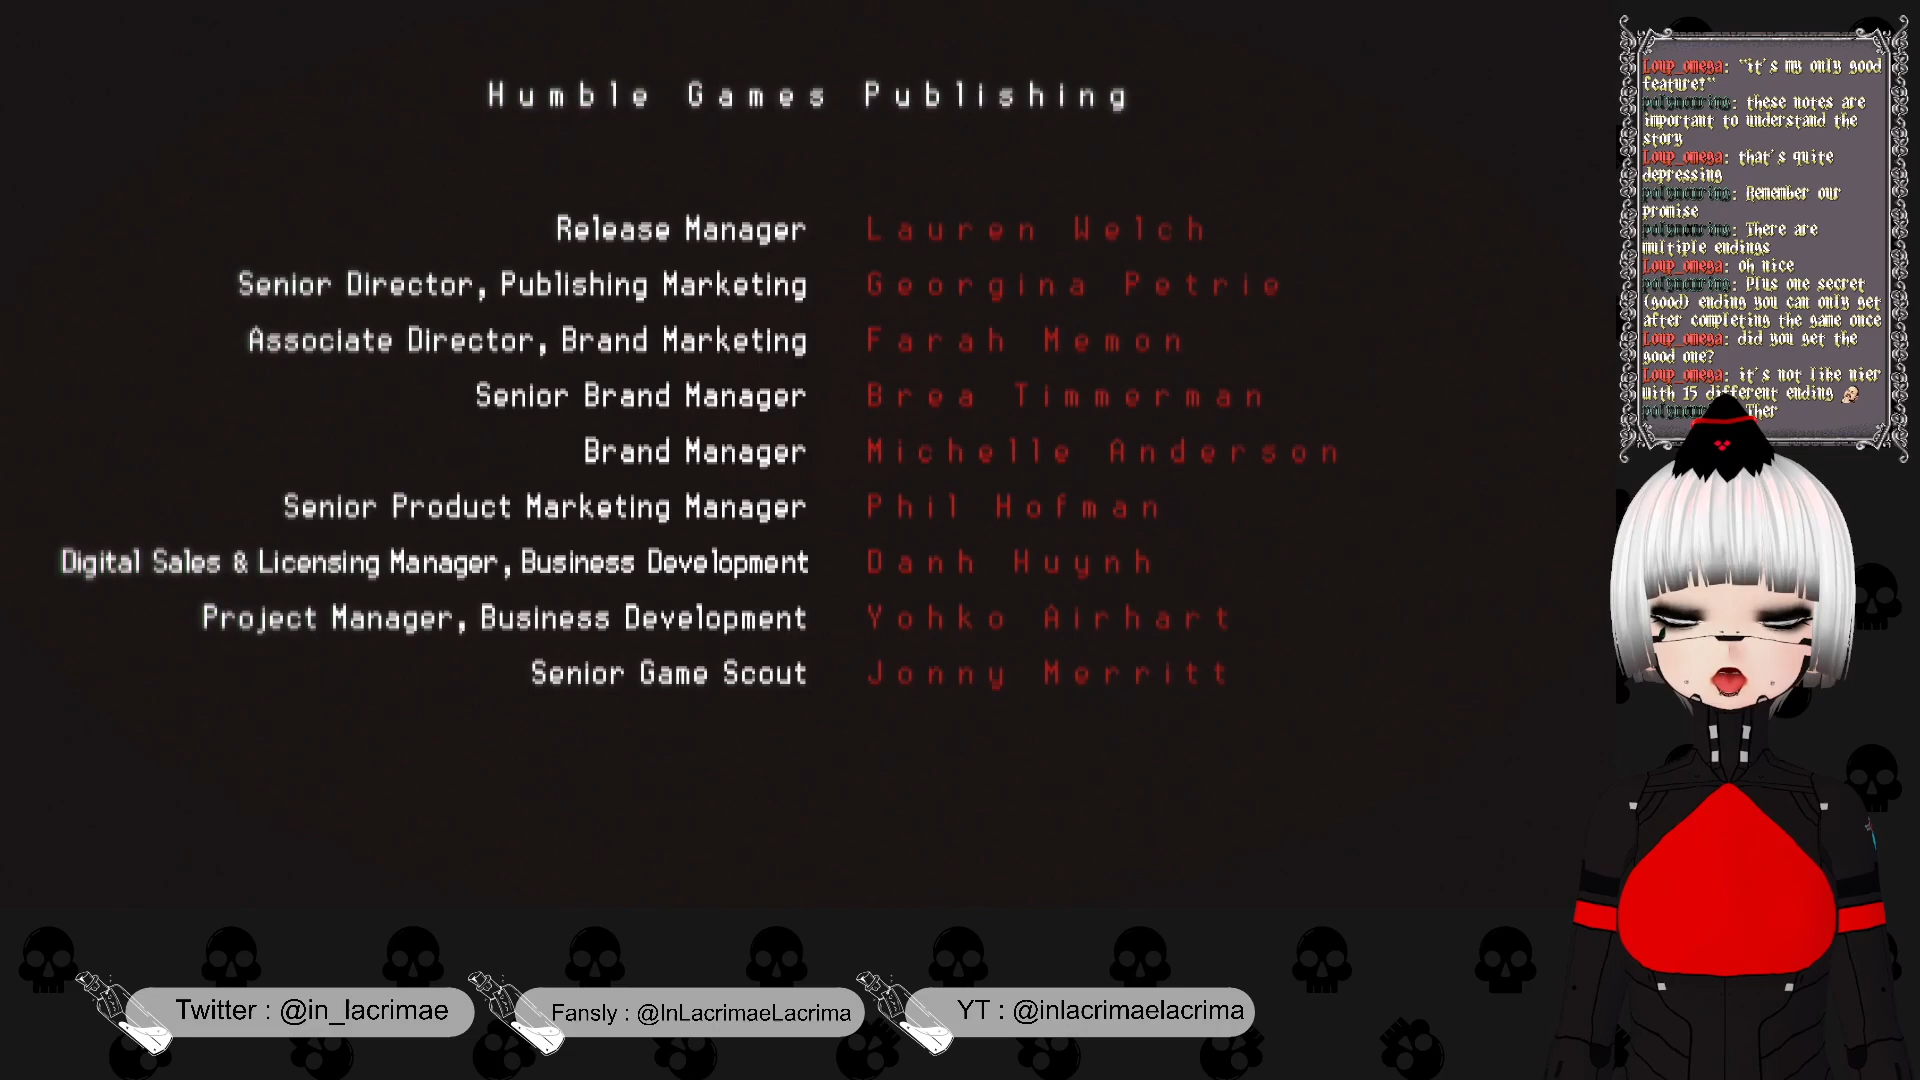 Humble Games Publishing
Release Manager Lauren Welch
Senior Director, Publishing Marketing Georgina Petrie
Associate Director, Brand Marketing Farah Memon
Senior Brand Manager Brea Timmerman
Brand Manager Michelle Anderson
Senior Product Marketing Manager Phil Hofman
Digital Sales & Licensing Manager, Business Development Danh Huynh
Project Manager, Business Development Yohko Airhart
Senior Game Scout Jonny Merritt
Loup_omega: "it's my only good
feature!"
: these notes are
important to understand the
story
Loup_omega: that's quite
depressing
: Remember our
promise
: There are
multiple endings
Loup_omega: oh nice
: Plus one secret
(good) ending you can only get
after completing the game once
Loup_omega: did you get the
good one?
Loup_omega: it's not like nier
with 15 different ending
Ther
Twitter : @in_lacrimae
Fansly : @InLacrimaeLacrima
YT : @inlacrimaelacrima